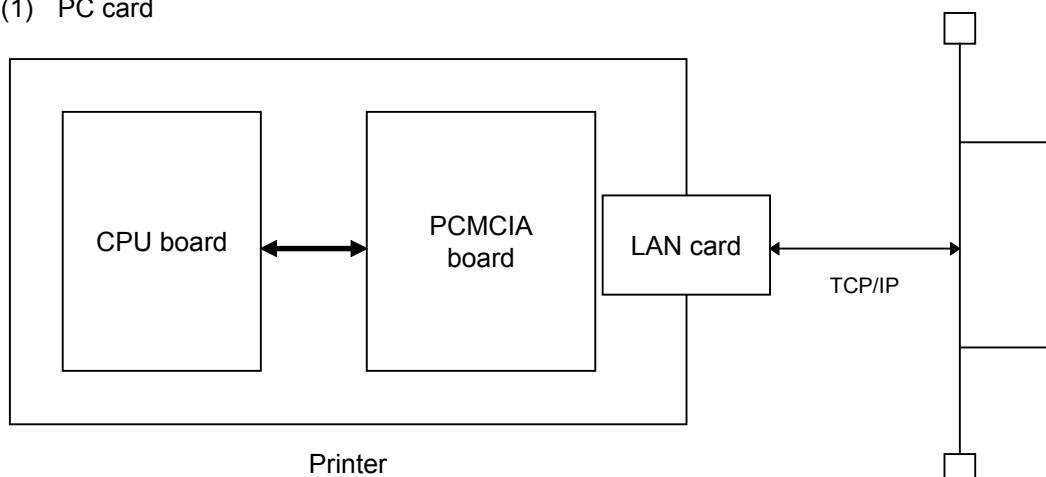 (1) PC card
CPU board
PCMCIA
board
LAN card
TCP/IP
Printer